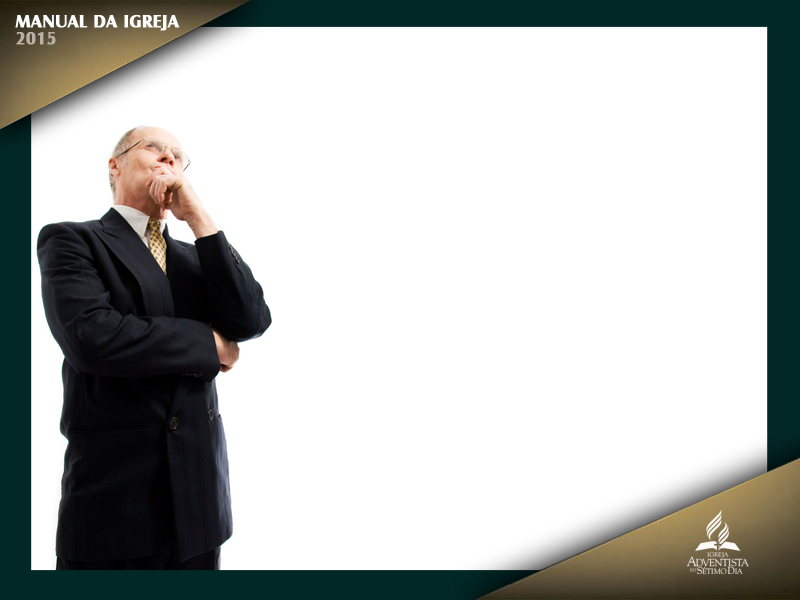 MANUAL DA IGREJA
2015
IGREJA
ADVENTISTA
DO SÉTIMO DIA